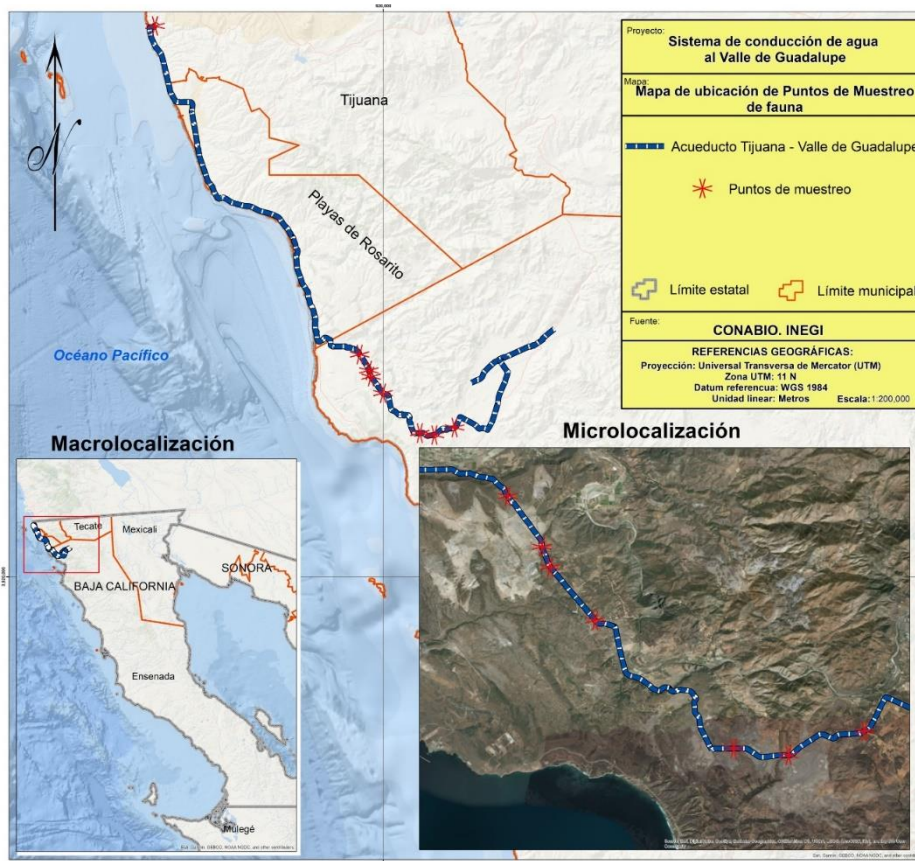 Proyecto:
Sistema de conducción de agua
al Valle de Guadalupe
Mapa:
Mapa de ubicación de Puntos de Muestreo
de fauna
Acueducto Tijuana - Valle de Guadalupe
Puntos de muestreo
Límite estatal
Límite municipal
Fuente:
CONABIO. INEGI
REFERENCIAS GEOGRÁFICAS:
Proyección: Universal Transversa de Mercator (UTM)
Zona UTM: 11 N
Datum referencua: WGS 1984
Unidad linear: Metros
Escala:1:200,000
N
Tijuana
Playas de Rosarito
Océano Pacífico
Macrolocalización
Tecate
Mexicali
SONORA
BAJA CALIFORNIA
Ensenada
Mulegé
Microlocalización